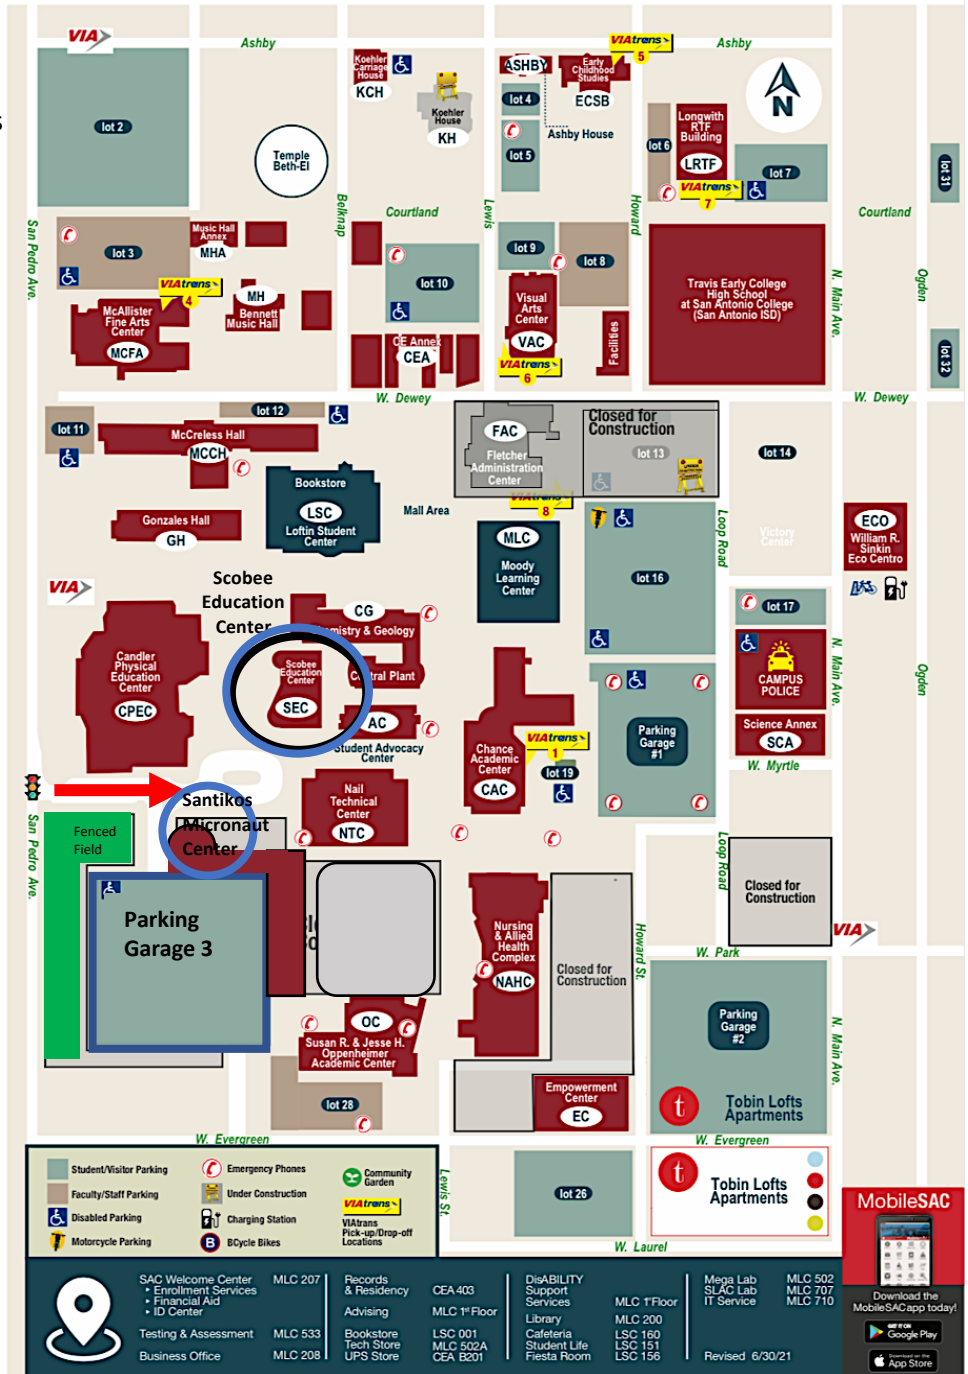 VIA
Ashby
Ashby
VIAtrans
5
lot 2
Koehler
Carriage
House
KCH
Koehler
House
KH
ASHBY
Early
Childhood
Studies
ECSB
lot 4
lot 5
Ashby House
lot 6
Longwith
RTF
Building
LRTF
N
Temple
Beth-El
VIAtrans
7
lot 7
lot 31
San Pedro Ave.
Belknap
Courtland
Lewis
Howard
Courtland
Ogden
lot 3
Music Hall
Annex
MHA
VIAtrans
4
MH
Bennett
Music Hall
lot 10
lot 9
lot 8
McAllister
Fine Arts
Center
MCFA
CE Annex
CEA
Visual
Arts
Center
VAC
VIAtrans
6
Facilities
Travis Early College
High School
at San Antonio College
(San Antonio ISD)
N. Main Ave.
lot 32
W. Dewey
W. Dewey
lot 11
lot 12
McCreless Hall
MCCH
FAC
Fletcher
Administration
Center
Closed for
Construction
lot 13
lot 14
Bookstore
LSC
Loftin Student
Center
Mall Area
VIAtrans
8
Gonzales Hall
GH
MLC
Moody
Learning
Center
lot 16
Loop Road
Victory
Center
ECO
William R.
Sinkin
Eco Centro
VIA
Scobee
Education
Center
CG
Chemistry & Geology
lot 17
Candler
Physical
Education
Center
CPEC
Scobee
Education
Center
SEC
Central Plant
AC
Student Advocacy
Center
Chance
Academic
Center
CAC
VIAtrans
1
lot 19
Parking
Garage
#1
CAMPUS
POLICE
Science Annex
SCA
N. Main Ave.
Ogden
W. Myrtle
Santikos
Micronaut
Center
Nail
Technical
Center
NTC
San Pedro Ave.
Fenced
Field
Loop Road
Closed for
Construction
Parking
Garage 3
Nursing
& Allied
Health
Complex
NAHC
Closed for
Construction
Howard St.
VIA
W. Park
OC
Susan R. & Jesse H.
Oppenheimer
Academic Center
Parking
Garage
#2
N. Main Ave.
Empowerment
Center
EC
t
Tobin Lofts
Apartments
lot 28
W. Evergreen
W. Evergreen
Student/Visitor Parking
Faculty/Staff Parking
Disabled Parking
Motorcycle Parking
Emergency Phones
Under Construction
Charging Station
B BCycle Bikes
Community
Garden
VIAtrans
VIAtrans
Pick-up/Drop-off
Locations
Lewis St.
lot 26
t
Tobin Lofts
Apartments
W. Laurel
SAC Welcome Center MLC 207
Enrollment Services
Financial Aid
ID Center
Testing & Assessment MLC 533
Business Office MLC 208
Records
& Residency CEA 403
Advising MLC 1st Floor
Bookstore LSC 001
Tech Store MLC 502A
UPS Store CEA B201
DisABILITY
Support
Services MLC 1st Floor
Library MLC 200
Cafeteria LSC 160
Student Life LSC 151
Fiesta Room LSC 156
Mega Lab MLC 502
SLAC Lab MLC 707
IT Service MLC 710
Revised 6/30/21
MobileSAC
Download the
MobileSACapp today!
GET IT ON
Google Play
Download on the
App Store